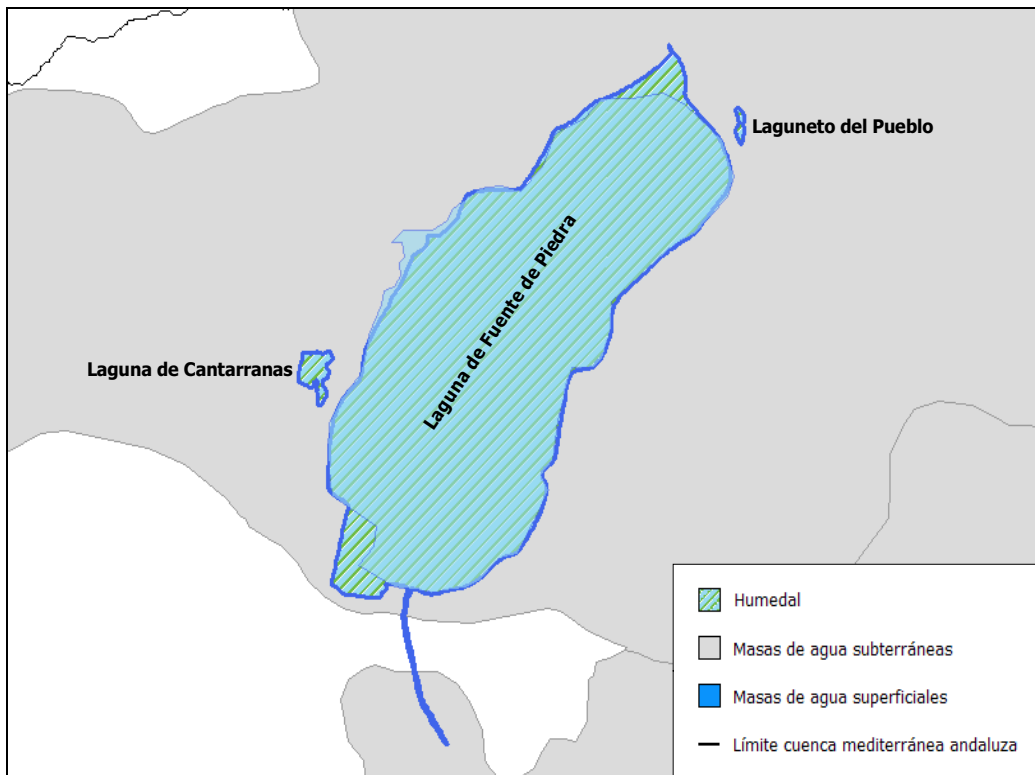 Laguneto del Pueblo
Laguna de Fuente de Piedra
Laguna de Cantarranas
Humedal
Masas de agua subterráneas
Masas de agua superficiales
Límite cuenca mediterránea andaluza